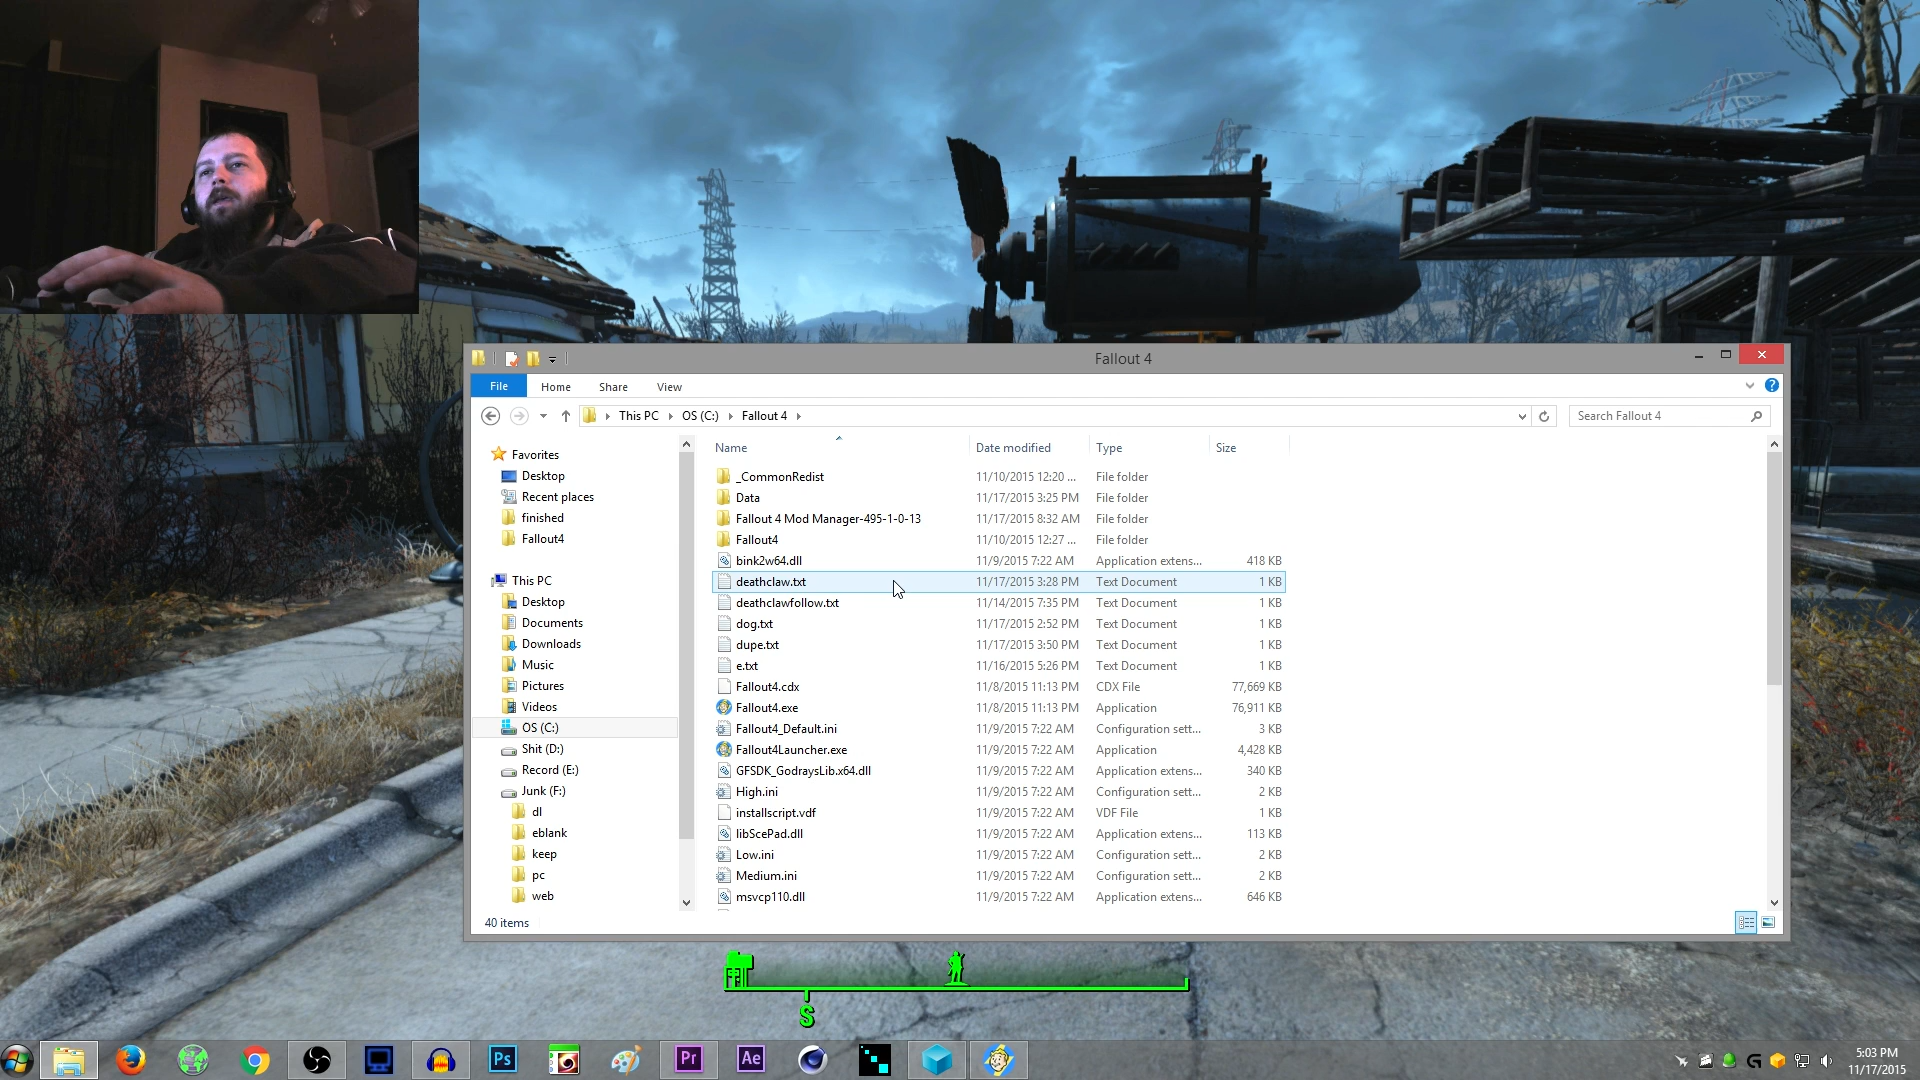 Fallout 4
File Home Share View
This PC OS (C:) Fallout 4 Search Fallout 4
Name Date modified Type Size
Favorites
Desktop
Recent places
finished
Fallout4
This PC
Desktop
Documents
Downloads
Music
Pictures
Videos
OS (C:)
Shit (D:)
Record (E:)
Junk (F:)
dl
eblank
keep
pc
web
_CommonRedist 11/10/2015 12:20 ... File folder
Data 11/17/2015 3:25 PM File folder
Fallout 4 Mod Manager-495-1-0-13 11/17/2015 8:32 AM File folder
Fallout4 11/10/2015 12:27 ... File folder
bink2w64.dll 11/9/2015 7:22 AM Application extens... 418 KB
deathclaw.txt 11/17/2015 3:28 PM Text Document 1 KB
deathclawfollow.txt 11/14/2015 7:35 PM Text Document 1 KB
dog.txt 11/17/2015 2:52 PM Text Document 1 KB
dupe.txt 11/17/2015 3:50 PM Text Document 1 KB
e.txt 11/16/2015 5:26 PM Text Document 1 KB
Fallout4.cdx 11/8/2015 11:13 PM CDX File 77,669 KB
Fallout4.exe 11/8/2015 11:13 PM Application 76,911 KB
Fallout4_Default.ini 11/9/2015 7:22 AM Configuration sett... 3 KB
Fallout4Launcher.exe 11/9/2015 7:22 AM Application 4,428 KB
GFSDK_GodraysLib.x64.dll 11/9/2015 7:22 AM Application extens... 340 KB
High.ini 11/9/2015 7:22 AM Configuration sett... 2 KB
installscript.vdf 11/9/2015 7:22 AM VDF File 1 KB
libScePad.dll 11/9/2015 7:22 AM Application extens... 113 KB
Low.ini 11/9/2015 7:22 AM Configuration sett... 2 KB
Medium.ini 11/9/2015 7:22 AM Configuration sett... 2 KB
msvcp110.dll 11/9/2015 7:22 AM Application extens... 646 KB
40 items
S
Ps Pr Ae
5:03 PM
11/17/2015